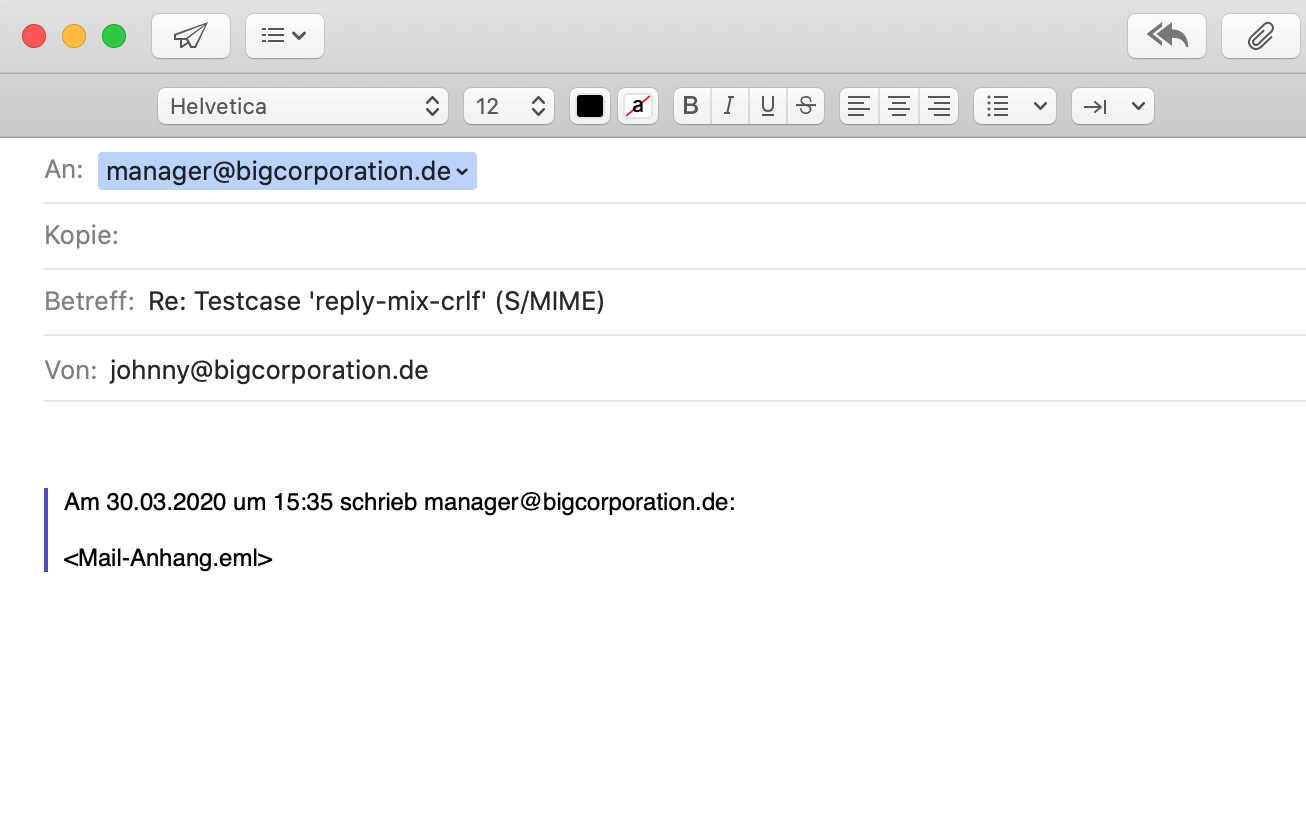 Helvetica 12 a B I U S
An: manager@bigcorporation.de
Kopie:
Betreff: Re: Testcase 'reply-mix-crlf' (S/MIME)
Von: johnny@bigcorporation.de
Am 30.03.2020 um 15:35 schrieb manager@bigcorporation.de:
<Mail-Anhang.eml>